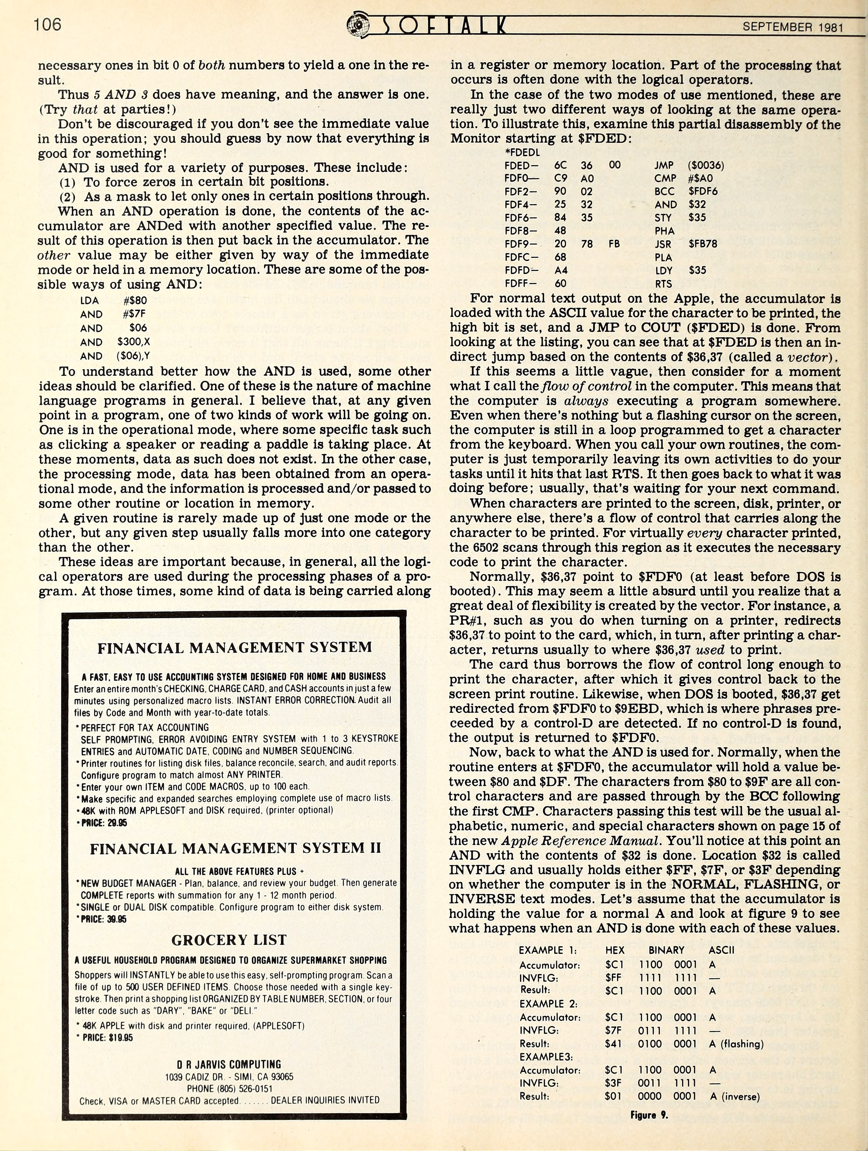 106
SOFTALK
SEPTEMBER 1981
necessary ones in bit 0 of both numbers to yield a one in the re-
sult.
Thus 5 AND 3 does have meaning, and the answer is one.
(Try that at parties!)
Don't be discouraged if you don't see the immediate value
in this operation; you should guess by now that everything is
good for something!
AND is used for a variety of purposes. These include:
(1) To force zeros in certain bit positions.
(2) As a mask to let only ones in certain positions through.
When an AND operation is done, the contents of the ac-
cumulator are ANDed with another specified value. The re-
sult of this operation is then put back in the accumulator. The
other value may be either given by way of the immediate
mode or held in a memory location. These are some of the pos-
sible ways of using AND:
LDA #$80
AND #$7F
AND $06
AND $300,X
AND ($06),Y
To understand better how the AND is used, some other
ideas should be clarified. One of these is the nature of machine
language programs in general. I believe that, at any given
point in a program, one of two kinds of work will be going on.
One is in the operational mode, where some specific task such
as clicking a speaker or reading a paddle is taking place. At
these moments, data as such does not exist. In the other case,
the processing mode, data has been obtained from an opera-
tional mode, and the information is processed and/or passed to
some other routine or location in memory.
A given routine is rarely made up of just one mode or the
other, but any given step usually falls more into one category
than the other.
These ideas are important because, in general, all the logi-
cal operators are used during the processing phases of a pro-
gram. At those times, some kind of data is being carried along
FINANCIAL MANAGEMENT SYSTEM
A FAST, EASY TO USE ACCOUNTING SYSTEM DESIGNED FOR HOME AND BUSINESS
Enter an entire month's CHECKING, CHARGE CARD, and CASH accounts in just a few
minutes using personalized macro lists. INSTANT ERROR CORRECTION. Audit all
files by Code and Month with year-to-date totals.
* PERFECT FOR TAX ACCOUNTING
SELF PROMPTING, ERROR AVOIDING ENTRY SYSTEM with 1 to 3 KEYSTROKE
ENTRIES and AUTOMATIC DATE, CODING and NUMBER SEQUENCING.
* Printer routines for listing disk files, balance reconcile, search, and audit reports.
Configure program to match almost ANY PRINTER.
* Enter your own ITEM and CODE MACROS, up to 100 each.
* Make specific and expanded searches employing complete use of macro lists
* 48K with ROM APPLESOFT and DISK required, (printer optional)
* PRICE: 29.95
FINANCIAL MANAGEMENT SYSTEM II
ALL THE ABOVE FEATURES PLUS +
* NEW BUDGET MANAGER - Plan, balance, and review your budget. Then generate
COMPLETE reports with summation for any 1 - 12 month period.
* SINGLE or DUAL DISK compatible. Configure program to either disk system.
* PRICE: 39.95
GROCERY LIST
A USEFUL HOUSEHOLD PROGRAM DESIGNED TO ORGANIZE SUPERMARKET SHOPPING
Shoppers will INSTANTLY be able to use this easy, self-prompting program. Scan a
file of up to 500 USER DEFINED ITEMS. Choose those needed with a single key-
stroke. Then print a shopping list ORGANIZED BY TABLE NUMBER, SECTION, or four
letter code such as "DARY", "BAKE" or "DELI."
* 48K APPLE with disk and printer required, (APPLESOFT)
* PRICE: $19.95
D R JARVIS COMPUTING
1039 CADIZ DR. - SIMI, CA 93065
PHONE (805) 526-0151
Check, VISA or MASTER CARD accepted. . . . . . . DEALER INQUIRIES INVITED
in a register or memory location. Part of the processing that
occurs is often done with the logical operators.
In the case of the two modes of use mentioned, these are
really just two different ways of looking at the same opera-
tion. To illustrate this, examine this partial disassembly of the
Monitor starting at $FDED:
*FDEDL
FDED— 6C 36 00 JMP ($0036)
FDF0— C9 A0 CMP #$A0
FDF2— 90 02 BCC $FDF6
FDF4— 25 32 AND $32
FDF6— 84 35 STY $35
FDF8— 48 PHA
FDF9— 20 78 FB JSR $FB78
FDFC— 68 PLA
FDFD— A4 LDY $35
FDFF— 60 RTS
For normal text output on the Apple, the accumulator is
loaded with the ASCII value for the character to be printed, the
high bit is set, and a JMP to COUT ($FDED) is done. From
looking at the listing, you can see that at $FDED is then an in-
direct jump based on the contents of $36,37 (called a vector).
If this seems a little vague, then consider for a moment
what I call the flow of control in the computer. This means that
the computer is always executing a program somewhere.
Even when there's nothing but a flashing cursor on the screen,
the computer is still in a loop programmed to get a character
from the keyboard. When you call your own routines, the com-
puter is just temporarily leaving its own activities to do your
tasks until it hits that last RTS. It then goes back to what it was
doing before; usually, that's waiting for your next command.
When characters are printed to the screen, disk, printer, or
anywhere else, there's a flow of control that carries along the
character to be printed. For virtually every character printed,
the 6502 scans through this region as it executes the necessary
code to print the character.
Normally, $36,37 point to $FDF0 (at least before DOS is
booted). This may seem a little absurd until you realize that a
great deal of flexibility is created by the vector. For instance, a
PR#1, such as you do when turning on a printer, redirects
$36,37 to point to the card, which, in turn, after printing a char-
acter, returns usually to where $36,37 used to print.
The card thus borrows the flow of control long enough to
print the character, after which it gives control back to the
screen print routine. Likewise, when DOS is booted, $36,37 get
redirected from $FDF0 to $9EBD, which is where phrases pre-
ceeded by a control-D are detected. If no control-D is found,
the output is returned to $FDF0.
Now, back to what the AND is used for. Normally, when the
routine enters at $FDF0, the accumulator will hold a value be-
tween $80 and $DF. The characters from $80 to $9F are all con-
trol characters and are passed through by the BCC following
the first CMP. Characters passing this test will be the usual al-
phabetic, numeric, and special characters shown on page 15 of
the new Apple Reference Manual. You'll notice at this point an
AND with the contents of $32 is done. Location $32 is called
INVFLG and usually holds either $FF, $7F, or $3F depending
on whether the computer is in the NORMAL, FLASHING, or
INVERSE text modes. Let's assume that the accumulator is
holding the value for a normal A and look at figure 9 to see
what happens when an AND is done with each of these values.
EXAMPLE 1: HEX BINARY ASCII
Accumulator: $C1 1100 0001 A
INVFLG: $FF 1111 1111 —
Result: $C1 1100 0001 A
EXAMPLE 2:
Accumulator: $C1 1100 0001 A
INVFLG: $7F 0111 1111 —
Result: $41 0100 0001 A (flashing)
EXAMPLE3:
Accumulator: $C1 1100 0001 A
INVFLG: $3F 0011 1111 —
Result: $01 0000 0001 A (inverse)
Figure 9.